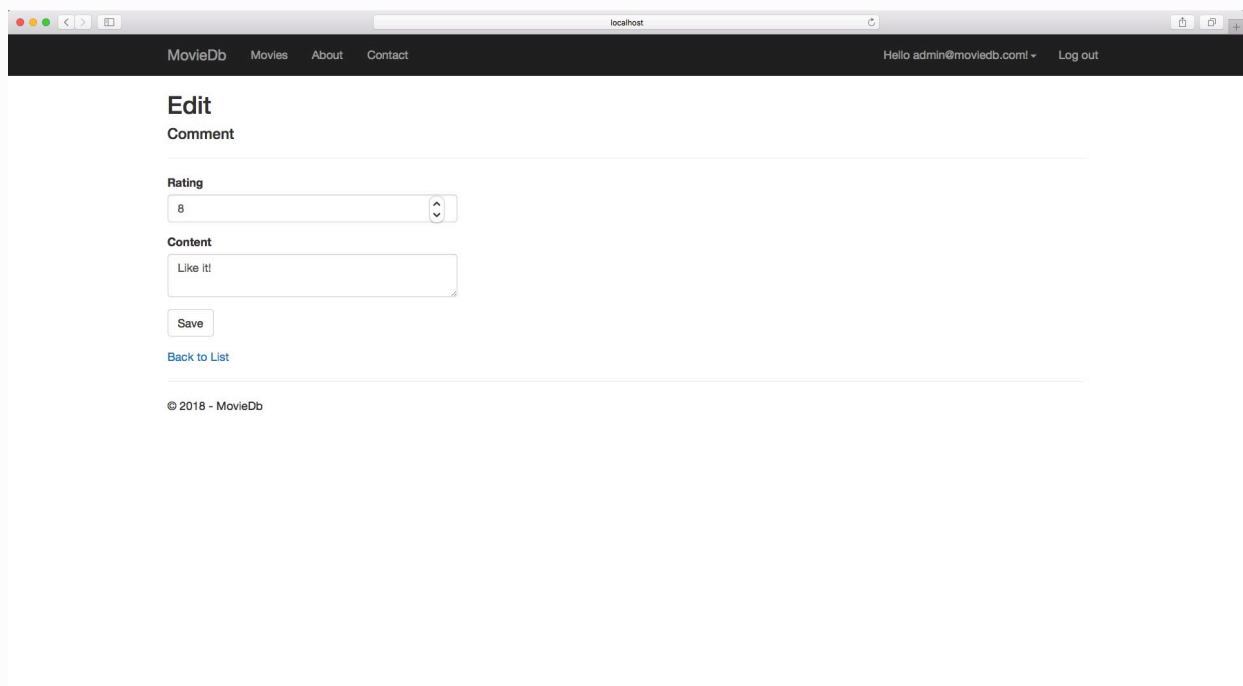 localhost
MovieDb Movies About Contact Hello admin@moviedb.com! Log out
Edit
Comment
Rating
8
Content
Like it!
Save
Back to List
© 2018 - MovieDb